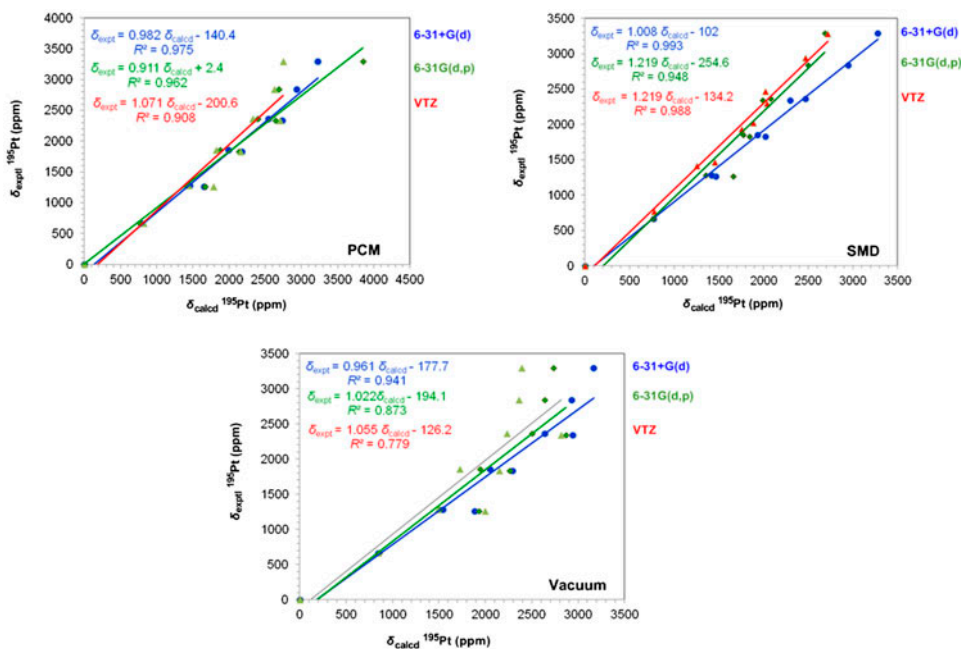 4000
3500
3000
2500
2000
1500
1000
500
0
δexptl ¹⁹⁵Pt (ppm)
δexpt = 0.982 δcalcd - 140.4
R² = 0.975
δexpt = 0.911 δcalcd + 2.4
R² = 0.962
δexpt = 1.071 δcalcd - 200.6
R² = 0.908
6-31+G(d)
6-31G(d,p)
VTZ
PCM
0 500 1000 1500 2000 2500 3000 3500 4000 4500
δcalcd ¹⁹⁵Pt (ppm)
3500
3000
2500
2000
1500
1000
500
0
δexptl ¹⁹⁵Pt (ppm)
δexpt = 1.008 δcalcd - 102
R² = 0.993
δexpt = 1.219 δcalcd - 254.6
R² = 0.948
δexpt = 1.219 δcalcd - 134.2
R² = 0.988
6-31+G(d)
6-31G(d,p)
VTZ
SMD
0 500 1000 1500 2000 2500 3000 3500
δcalcd ¹⁹⁵Pt (ppm)
3500
3000
2500
2000
1500
1000
500
0
δexptl ¹⁹⁵Pt (ppm)
δexpt = 0.961 δcalcd - 177.7
R² = 0.941
δexpt = 1.022δcalcd - 194.1
R² = 0.873
δexpt = 1.055 δcalcd - 126.2
R² = 0.779
6-31+G(d)
6-31G(d,p)
VTZ
Vacuum
0 500 1000 1500 2000 2500 3000 3500
δcalcd ¹⁹⁵Pt (ppm)